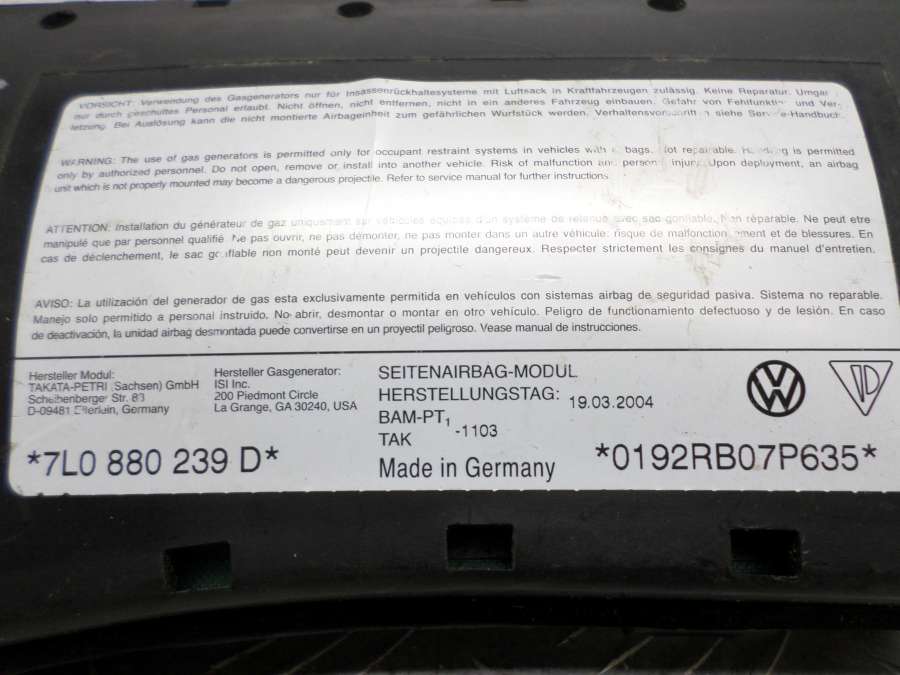 VORSICHT: Verwendung des Gasgenerators nur für Insassenrückhaltesysteme mit Luftsack in Kraftfahrzeugen zulässig. Keine Reparatur. Umgang
nur durch geschultes Personal erlaubt. Nicht öffnen, nicht entfernen, nicht in ein anderes Fahrzeug einbauen. Gefahr von Fehlfunktion und Ver-
letzung. Bei Auslösung kann die nicht montierte Airbageinheit zum gefährlichen Wurfstück werden. Verhaltensvorschriften siehe Service-Handbuch.
WARNING: The use of gas generators is permitted only for occupant restraint systems in vehicles with airbags. Not repairable. Handling is permitted
only by authorized personnel. Do not open, remove or install into another vehicle. Risk of malfunction and personal injury. Upon deployment, an airbag
unit which is not properly mounted may become a dangerous projectile. Refer to service manual for further instructions.
ATTENTION: Installation du générateur de gaz uniquement sur véhicules équipés d'un système de retenue avec sac gonflable. Non réparable. Ne peut etre
manipulé que par personnel qualifié. Ne pas ouvrir, ne pas démonter, ne pas monter dans un autre véhicule: risque de malfonctionnement et de blessures. En
cas de déclenchement, le sac gonflable non monté peut devenir un projectile dangereux. Respecter strictement les consignes du manuel d'entretien.
AVISO: La utilización del generador de gas esta exclusivamente permitida en vehículos con sistemas airbag de seguridad pasiva. Sistema no reparable.
Manejo solo permitido a personal instruido. No abrir, desmontar o montar en otro vehículo. Peligro de funcionamiento defectuoso y de lesión. En caso
de deactivación, la unidad airbag desmontada puede convertirse en un proyectil peligroso. Vease manual de instrucciones.
Hersteller Modul:
TAKATA-PETRI (Sachsen) GmbH
Scheibenberger Str. 83
D-09481 Elterlein, Germany
Hersteller Gasgenerator:
ISI Inc.
200 Piedmont Circle
La Grange, GA 30240, USA
SEITENAIRBAG-MODUL
HERSTELLUNGSTAG: 19.03.2004
BAM-PT₁
TAK -1103
Made in Germany
VW
TD
*7L0 880 239 D*
*0192RB07P635*